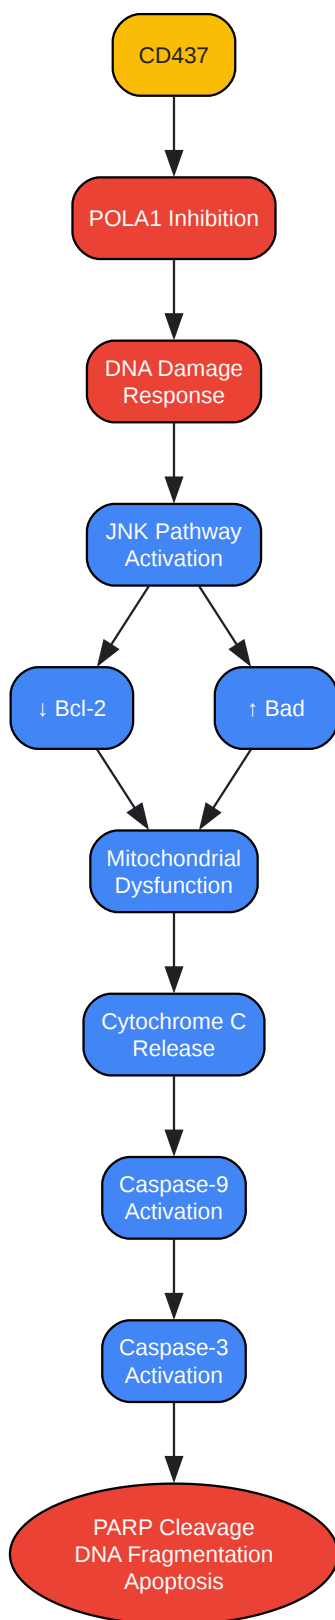 CD437
POLA1 Inhibition
DNA Damage
Response
JNK Pathway
Activation
↓ Bcl-2
↑ Bad
Mitochondrial
Dysfunction
Cytochrome C
Release
Caspase-9
Activation
Caspase-3
Activation
PARP Cleavage
DNA Fragmentation
Apoptosis